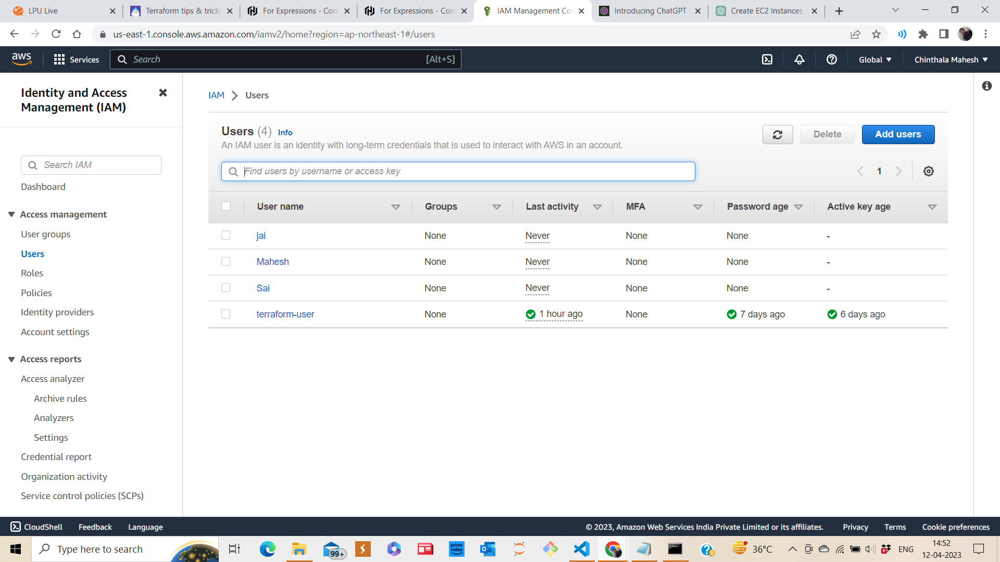 LPU Live
Terraform tips & tricks
For Expressions - Con
For Expressions - Con
IAM Management Co
Introducing ChatGPT
Create EC2 Instances
us-east-1.console.aws.amazon.com/iamv2/home?region=ap-northeast-1#/users
aws
Services
Search
[Alt+S]
Global
Chinthala Mahesh
Identity and Access
Management (IAM)
Search IAM
Dashboard
Access management
User groups
Users
Roles
Policies
Identity providers
Account settings
Access reports
Access analyzer
Archive rules
Analyzers
Settings
Credential report
Organization activity
Service control policies (SCPs)
IAM Users
Users (4) Info
An IAM user is an identity with long-term credentials that is used to interact with AWS in an account.
Delete
Add users
Find users by username or access key
1
User name Groups Last activity MFA Password age Active key age
jai None Never None None -
Mahesh None Never None None -
Sai None Never None None -
terraform-user None 1 hour ago None 7 days ago 6 days ago
CloudShell Feedback Language © 2023, Amazon Web Services India Private Limited or its affiliates. Privacy Terms Cookie preferences
Type here to search
99+
prime video
36°C
9
ENG
14:52
12-04-2023